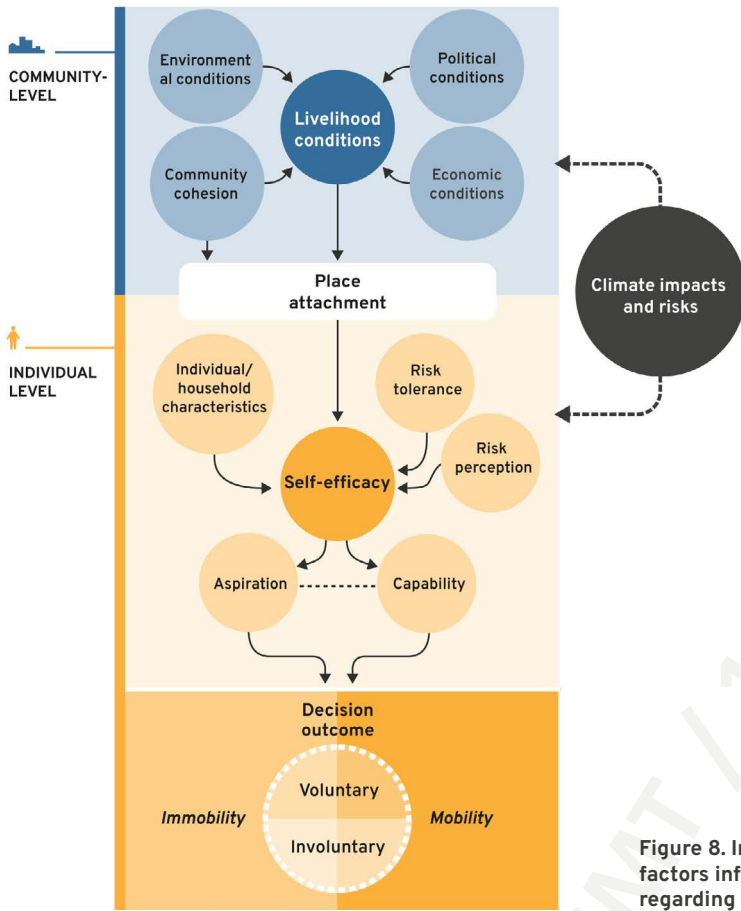 COMMUNITY-
LEVEL
Environment
al conditions
Political
conditions
Livelihood
conditions
Community
cohesion
Economic
conditions
Climate impacts
and risks
Place
attachment
INDIVIDUAL
LEVEL
Individual/
household
characteristics
Risk
tolerance
Risk
perception
Self-efficacy
Aspiration
Capability
Decision
outcome
Voluntary
Immobility
Mobility
Involuntary
Figure 8. I
factors inf
regarding